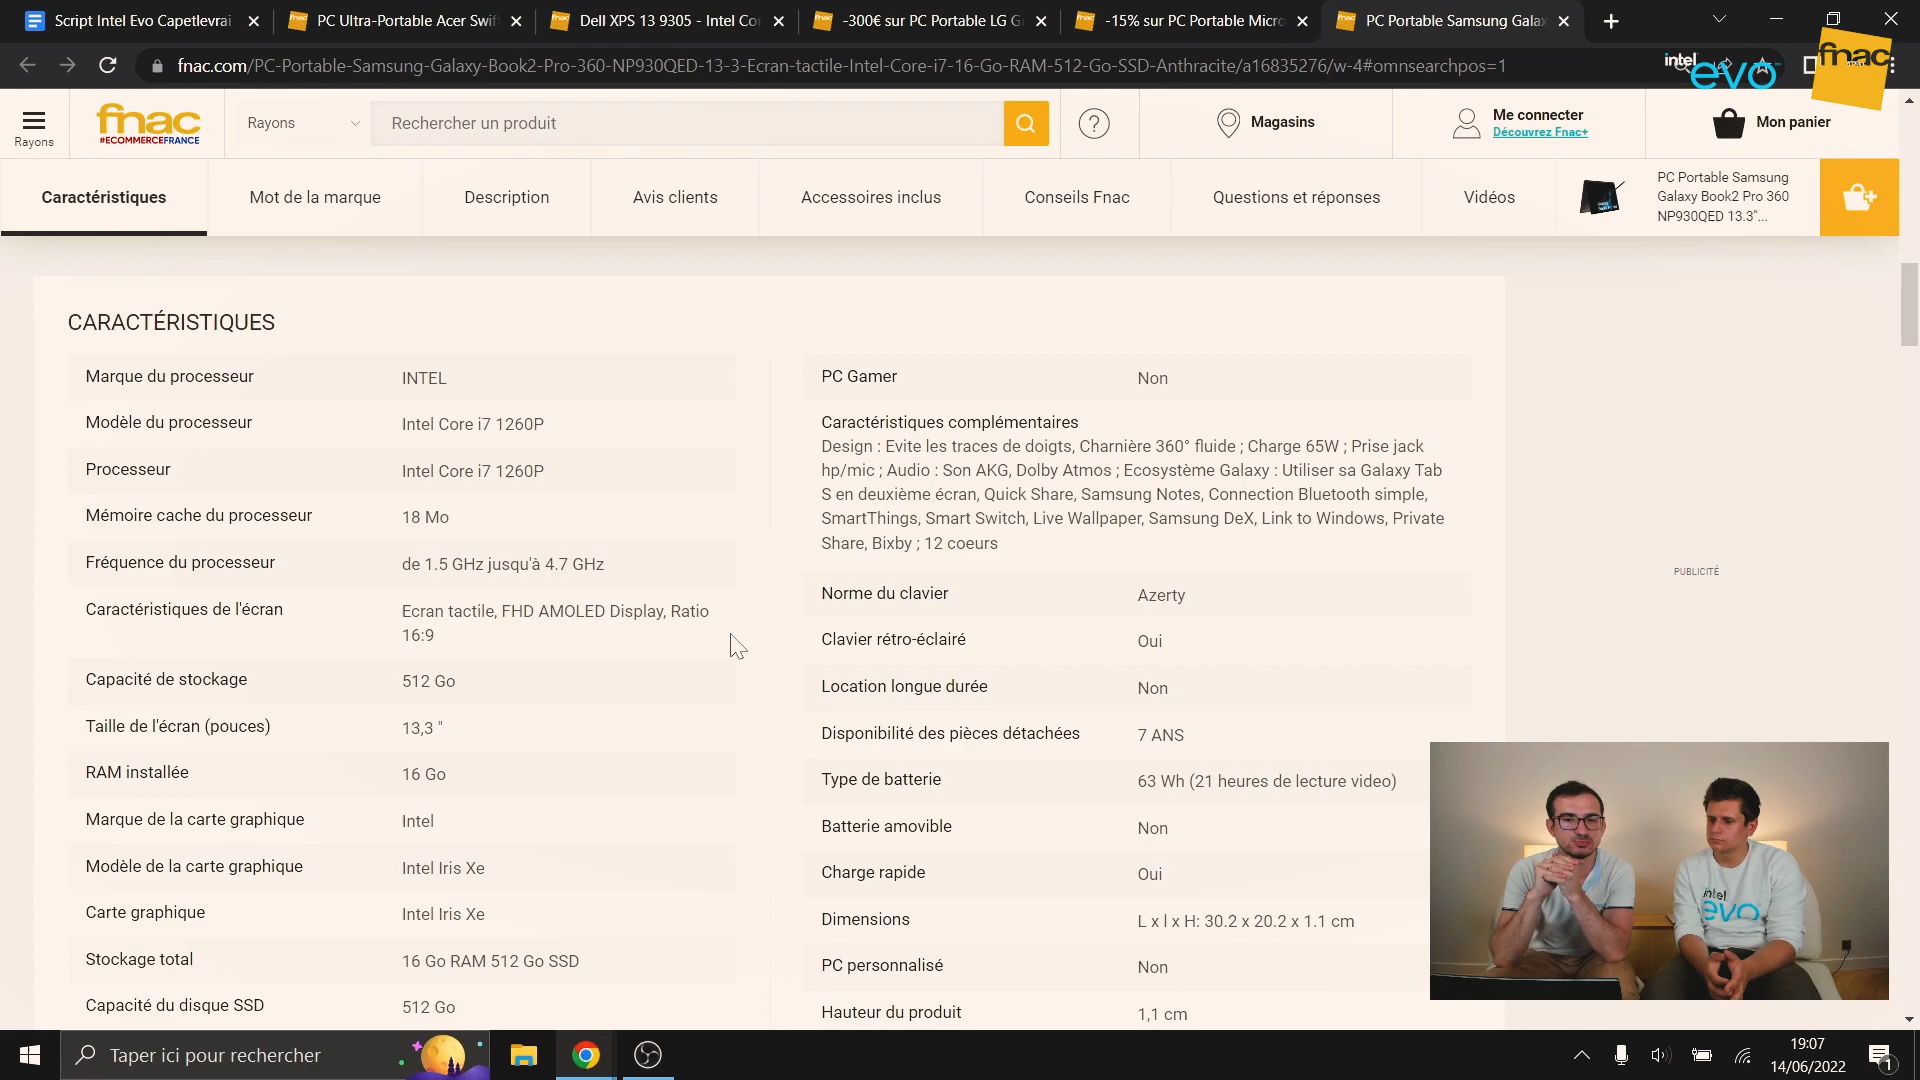 Script Intel Evo Capetlevrai
PC Ultra-Portable Acer Swif
Dell XPS 13 9305 - Intel Cor
-300€ sur PC Portable LG G
-15% sur PC Portable Micro
PC Portable Samsung Galax
fnac.com/PC-Portable-Samsung-Galaxy-Book2-Pro-360-NP930QED-13-3-Ecran-tactile-Intel-Core-i7-16-Go-RAM-512-Go-SSD-Anthracite/a16835276/w-4#omnsearchpos=1
intel evo
fnac
Rayons
fnac
#ECOMMERCEFRANCE
Rayons
Rechercher un produit
?
Magasins
Me connecter
Découvrez Fnac+
Mon panier
Caractéristiques
Mot de la marque
Description
Avis clients
Accessoires inclus
Conseils Fnac
Questions et réponses
Vidéos
PC Portable Samsung
Galaxy Book2 Pro 360
NP930QED 13.3"...
CARACTÉRISTIQUES
Marque du processeur INTEL
Modèle du processeur Intel Core i7 1260P
Processeur Intel Core i7 1260P
Mémoire cache du processeur 18 Mo
Fréquence du processeur de 1.5 GHz jusqu'à 4.7 GHz
Caractéristiques de l'écran Ecran tactile, FHD AMOLED Display, Ratio
16:9
Capacité de stockage 512 Go
Taille de l'écran (pouces) 13,3 "
RAM installée 16 Go
Marque de la carte graphique Intel
Modèle de la carte graphique Intel Iris Xe
Carte graphique Intel Iris Xe
Stockage total 16 Go RAM 512 Go SSD
Capacité du disque SSD 512 Go
PC Gamer Non
Caractéristiques complémentaires
Design : Evite les traces de doigts, Charnière 360° fluide ; Charge 65W ; Prise jack
hp/mic ; Audio : Son AKG, Dolby Atmos ; Ecosystème Galaxy : Utiliser sa Galaxy Tab
S en deuxième écran, Quick Share, Samsung Notes, Connection Bluetooth simple,
SmartThings, Smart Switch, Live Wallpaper, Samsung DeX, Link to Windows, Private
Share, Bixby ; 12 coeurs
Norme du clavier Azerty
Clavier rétro-éclairé Oui
Location longue durée Non
Disponibilité des pièces détachées 7 ANS
Type de batterie 63 Wh (21 heures de lecture video)
Batterie amovible Non
Charge rapide Oui
Dimensions L x l x H: 30.2 x 20.2 x 1.1 cm
PC personnalisé Non
Hauteur du produit 1,1 cm
PUBLICITÉ
intel
evo
Taper ici pour rechercher
19:07
14/06/2022
1